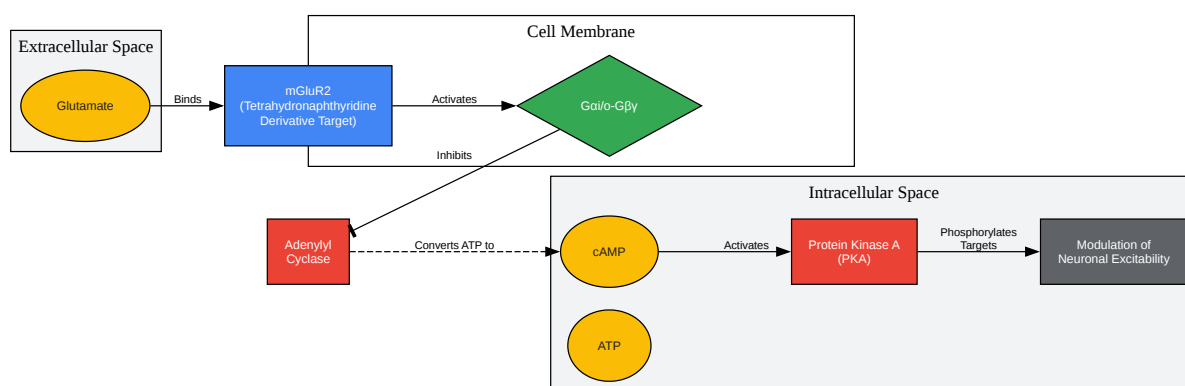 Extracellular Space
Cell Membrane
Glutamate
Binds
mGluR2
(Tetrahydronaphthyridine
Derivative Target)
Activates
Gαi/o-Gβγ
Inhibits
Intracellular Space
Adenylyl
Cyclase
Converts ATP to
cAMP
Activates
Protein Kinase A
(PKA)
Phosphorylates
Targets
Modulation of
Neuronal Excitability
ATP